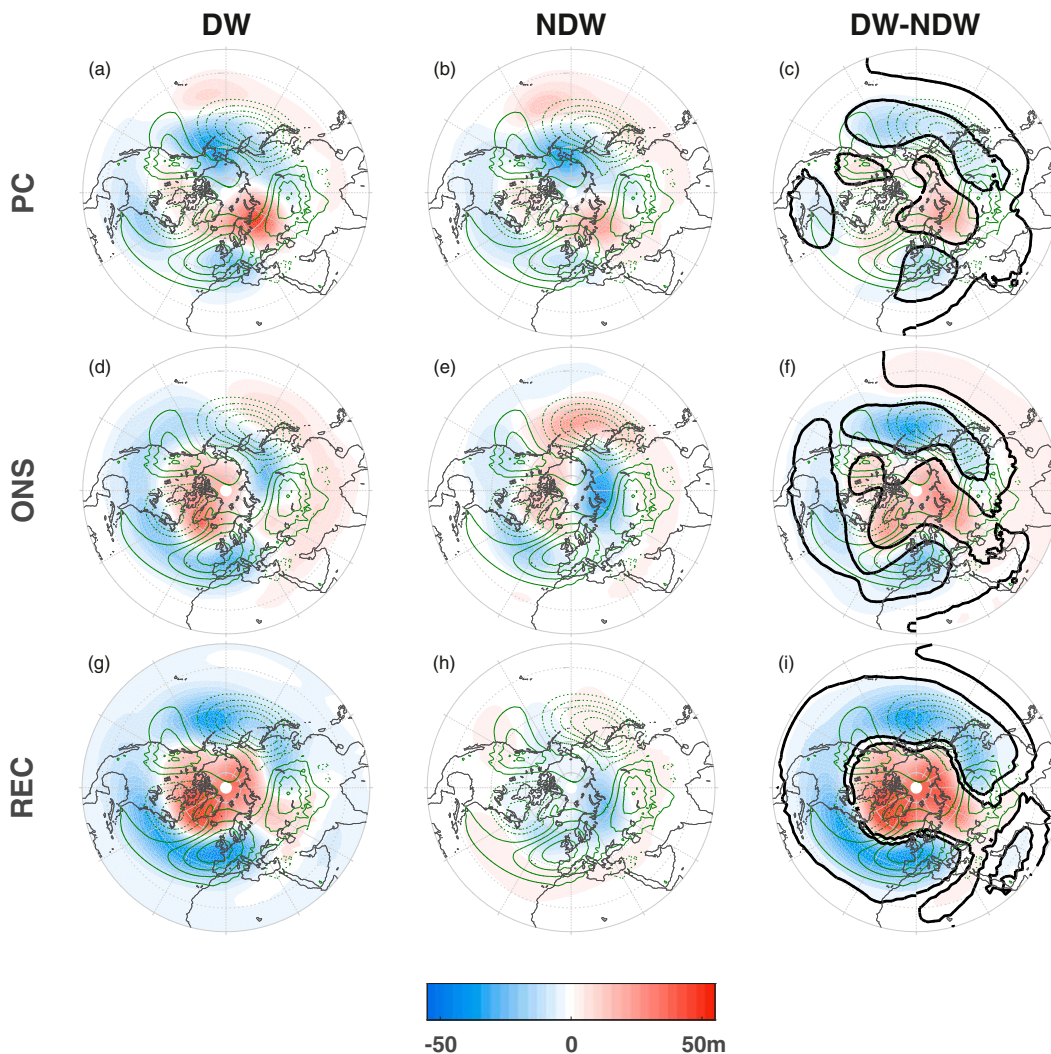 DW NDW DW-NDW
PC (a) (b) (c)
ONS (d) (e) (f)
REC (g) (h) (i)
-50 0 50m